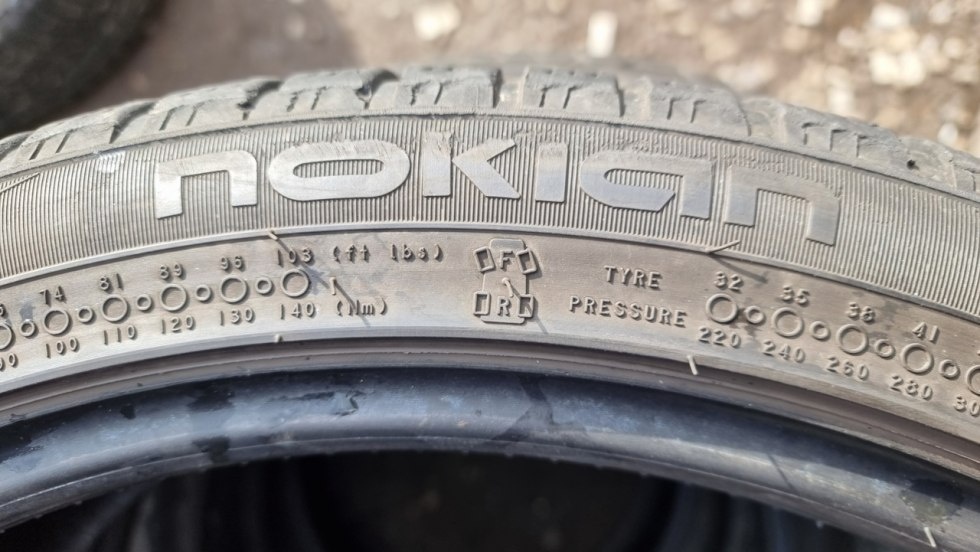 nokian
74 81 89 96 103 (ft lbs)
100 110 120 130 140 (Nm)
F
R
TYRE
PRESSURE
32 35 38 41
220 240 260 280